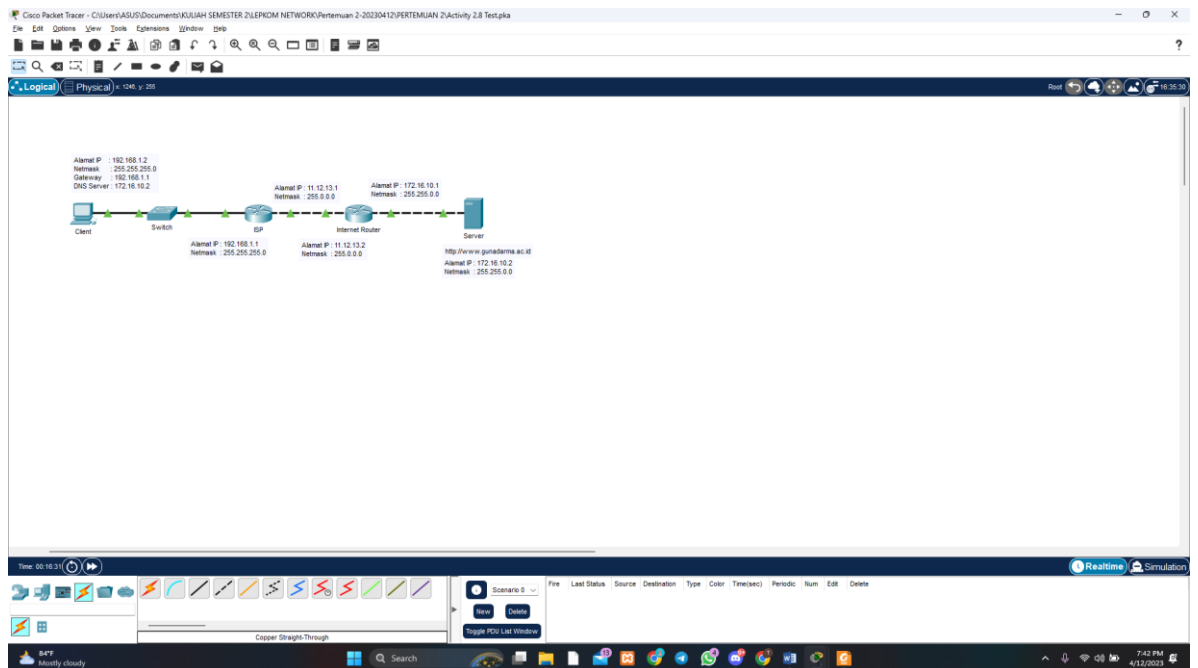 Cisco Packet Tracer - C:\Users\ASUS\Documents\KULIAH SEMESTER 2\LEPKOM NETWORK\Pertemuan 2-20230412\PERTEMUAN 2\Activity 2.8 Test.pka
File Edit Options View Tools Extensions Window Help
Logical Physical x: 1246, y: 255 Root 16:35:30
Alamat IP : 192.168.1.2
Netmask : 255.255.255.0
Gateway : 192.168.1.1
DNS Server : 172.16.10.2
Alamat IP : 11.12.13.1
Netmask : 255.0.0.0
Alamat IP : 172.16.10.1
Netmask : 255.255.0.0
Client
Switch
ISP
Internet Router
Server
Alamat IP : 192.168.1.1
Netmask : 255.255.255.0
Alamat IP : 11.12.13.2
Netmask : 255.0.0.0
http://www.gunadarma.ac.id
Alamat IP : 172.16.10.2
Netmask : 255.255.0.0
Time: 00:16:31 Realtime Simulation
Scenario 0
New Delete
Toggle PDU List Window
Fire Last Status Source Destination Type Color Time(sec) Periodic Num Edit Delete
Copper Straight-Through
84°F
Mostly cloudy
Search
13
7:42 PM
4/12/2023